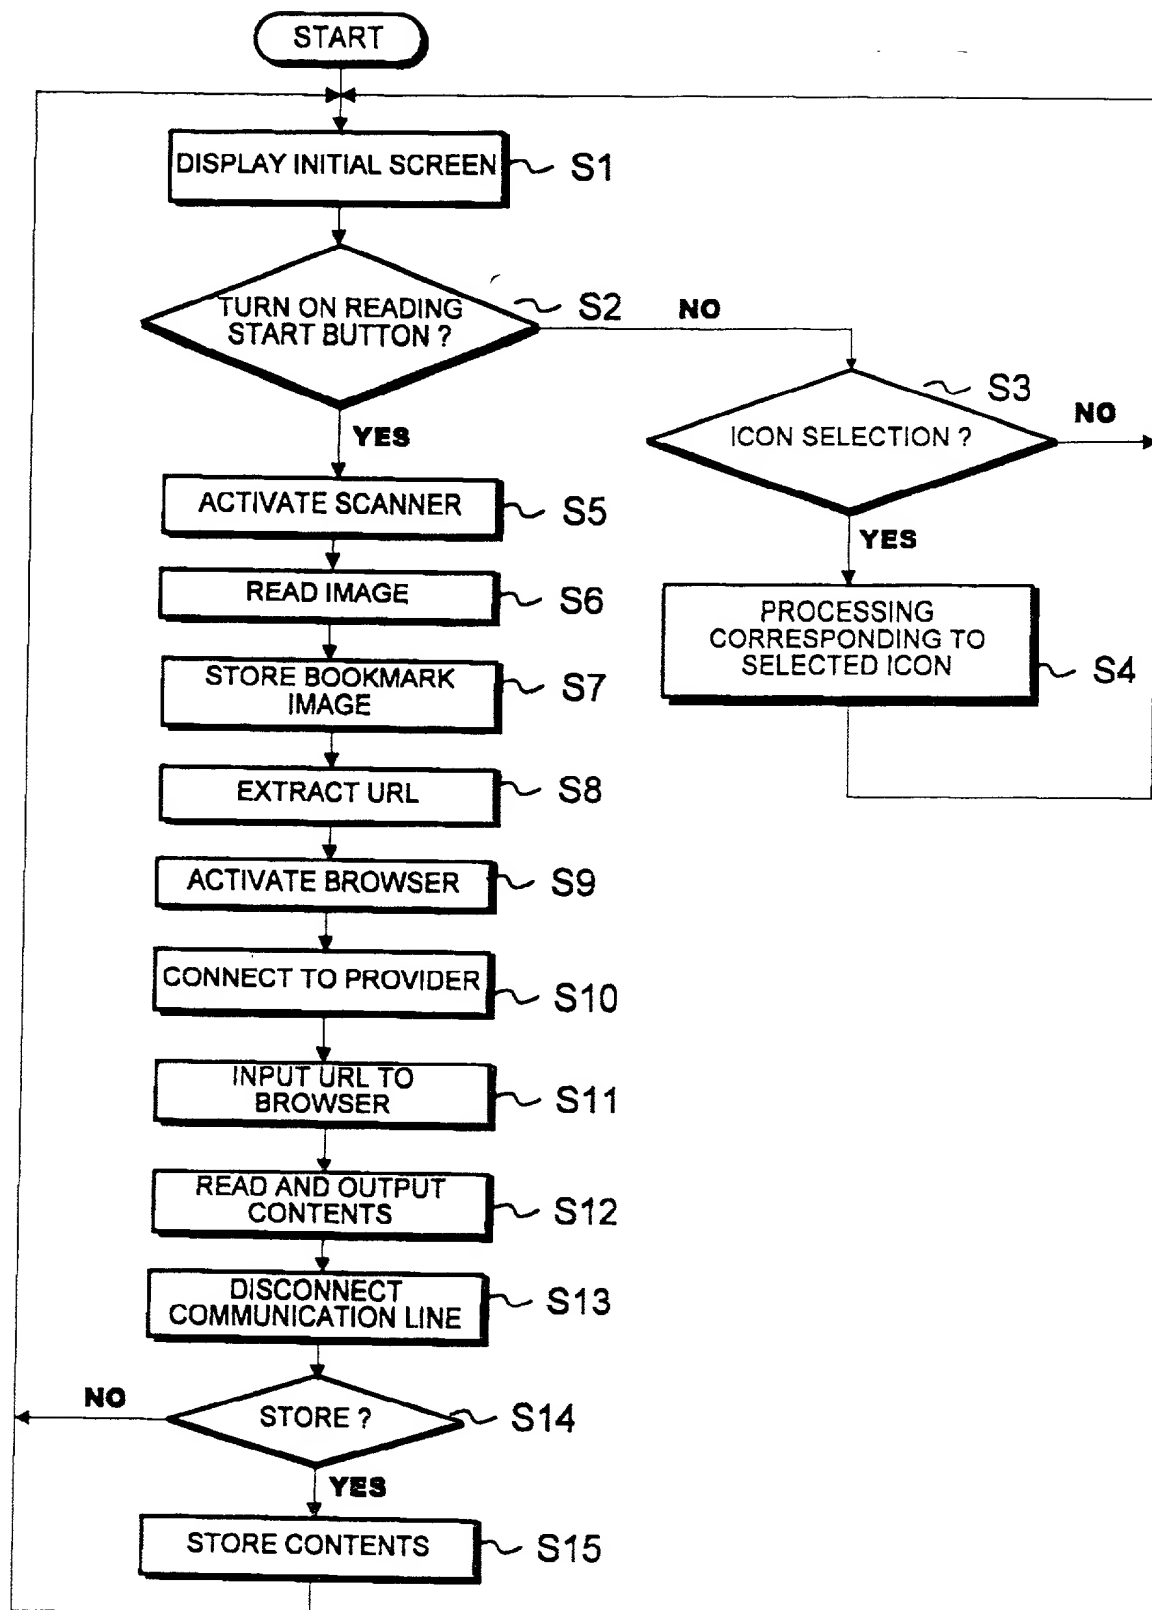 START
DISPLAY INITIAL SCREEN
S1
TURN ON READING
START BUTTON ?
S2
NO
S3
ICON SELECTION ?
NO
YES
YES
ACTIVATE SCANNER
S5
READ IMAGE
S6
PROCESSING
CORRESPONDING TO
SELECTED ICON
S4
STORE BOOKMARK
IMAGE
S7
EXTRACT URL
S8
ACTIVATE BROWSER
S9
CONNECT TO PROVIDER
S10
INPUT URL TO
BROWSER
S11
READ AND OUTPUT
CONTENTS
S12
DISCONNECT
COMMUNICATION LINE
S13
NO
STORE ?
S14
YES
STORE CONTENTS
S15